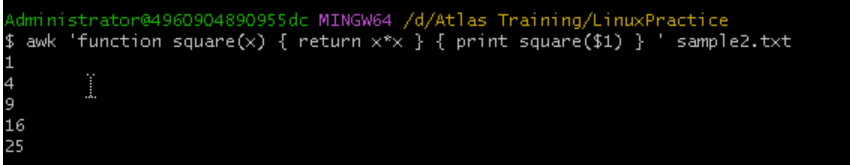 Administrator@4960904890955dc MINGW64 /d/Atlas Training/LinuxPractice
$ awk 'function square(x) { return x*x } { print square($1) } ' sample2.txt
1
4
9
16
25